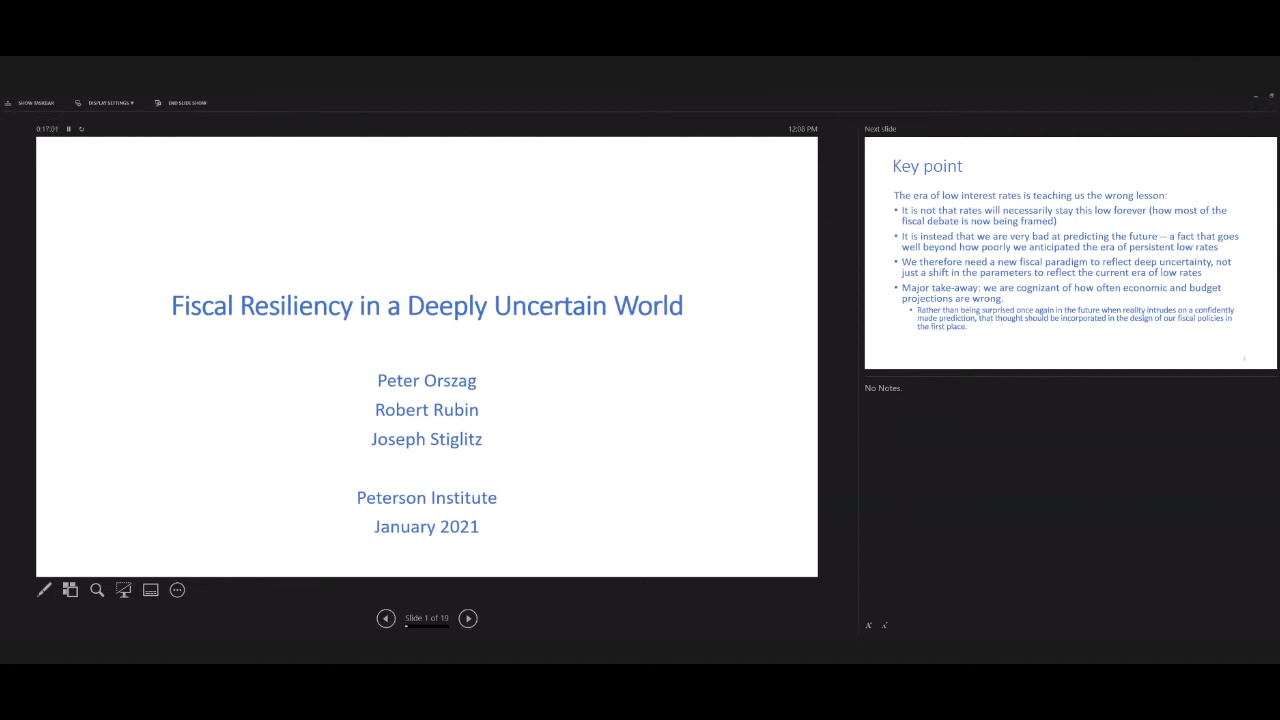 SHOW TASKBAR DISPLAY SETTINGS ▾ END SLIDE SHOW
0:17:01 12:08 PM
Fiscal Resiliency in a Deeply Uncertain World
Peter Orszag
Robert Rubin
Joseph Stiglitz
Peterson Institute
January 2021
Slide 1 of 19
Next slide
Key point
The era of low interest rates is teaching us the wrong lesson:
• It is not that rates will necessarily stay this low forever (how most of the
fiscal debate is now being framed)
• It is instead that we are very bad at predicting the future — a fact that goes
well beyond how poorly we anticipated the era of persistent low rates
• We therefore need a new fiscal paradigm to reflect deep uncertainty, not
just a shift in the parameters to reflect the current era of low rates
• Major take-away: we are cognizant of how often economic and budget
projections are wrong.
• Rather than being surprised once again in the future when reality intrudes on a confidently
made prediction, that thought should be incorporated in the design of our fiscal policies in
the first place.
No Notes.
A A